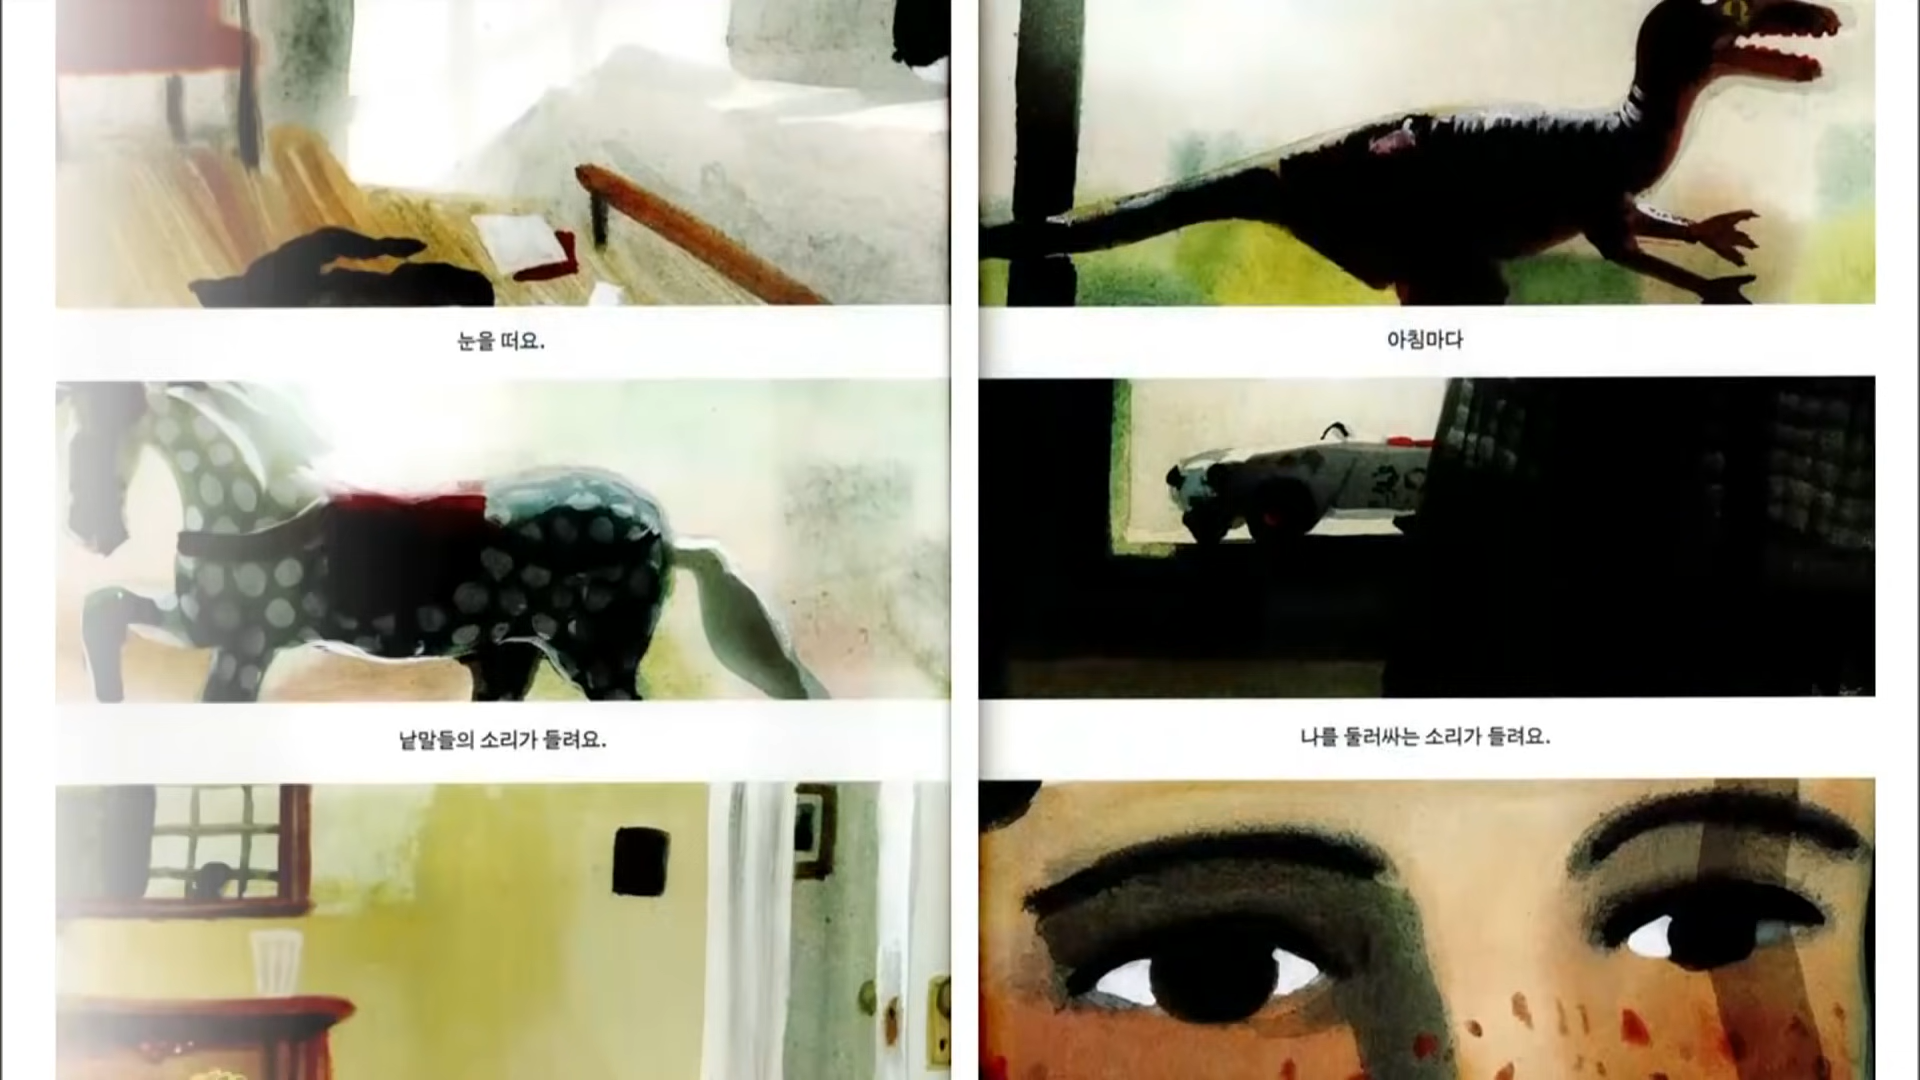 눈을 떠요.
낱말들의 소리가 들려요.
아침마다
나를 둘러싸는 소리가 들려요.